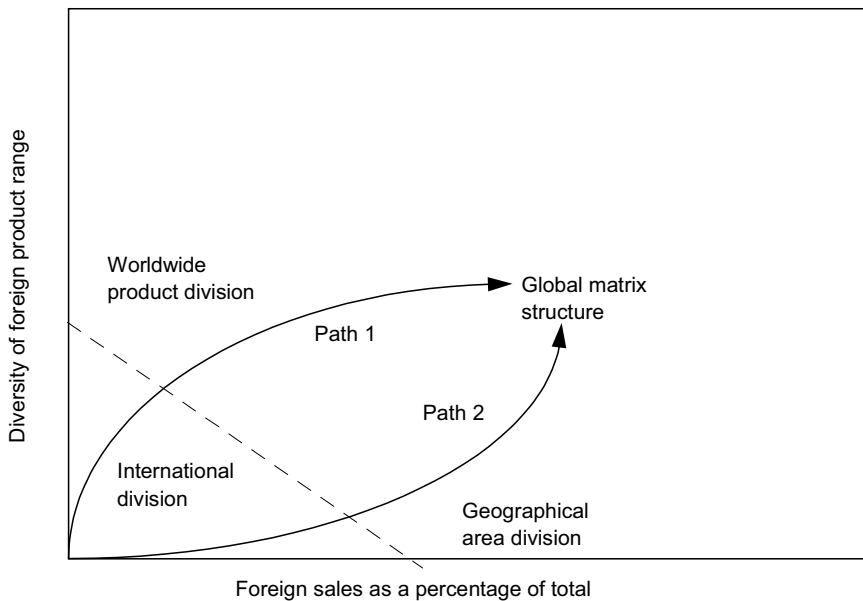 Diversity of foreign product range
Worldwide
product division
Global matrix
structure
Path 1
Path 2
International
division
Geographical
area division
Foreign sales as a percentage of total